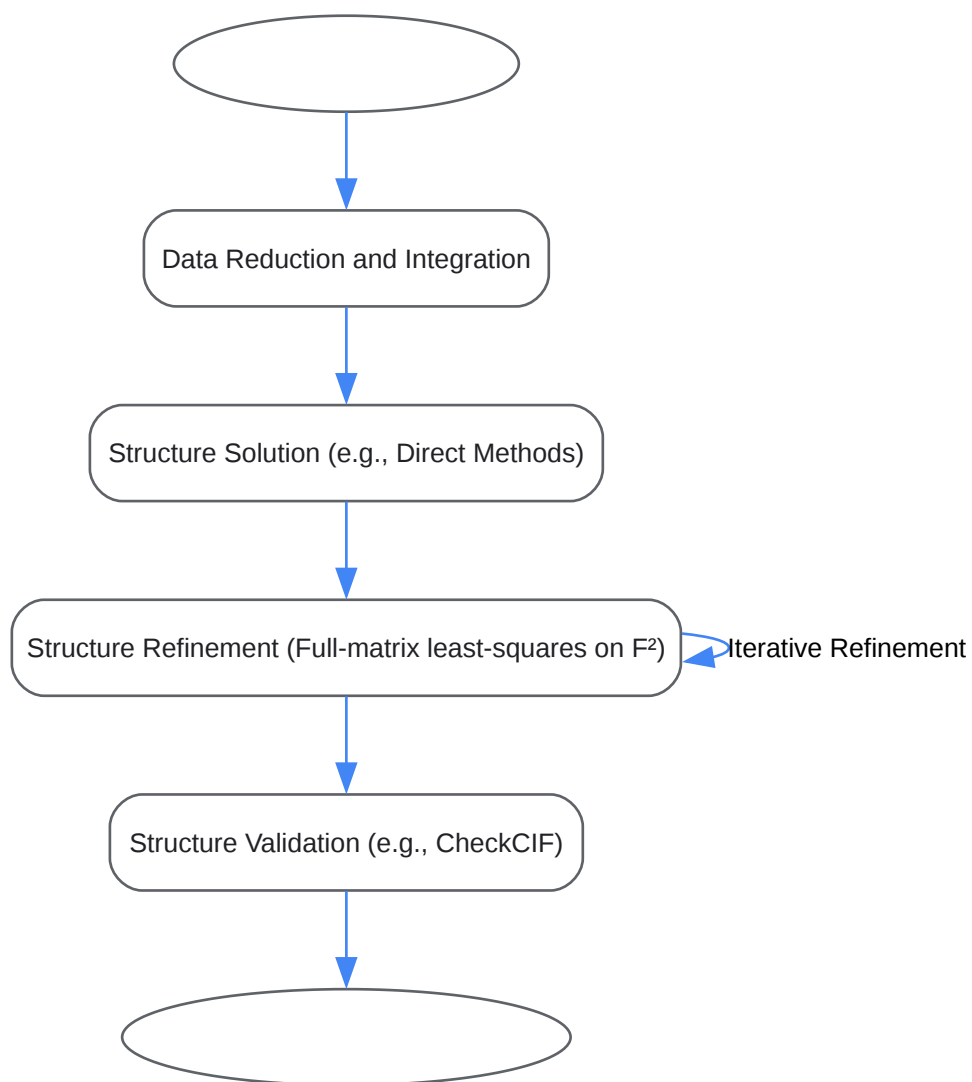 Data Reduction and Integration
Structure Solution (e.g., Direct Methods)
Structure Refinement (Full-matrix least-squares on F²)
Iterative Refinement
Structure Validation (e.g., CheckCIF)